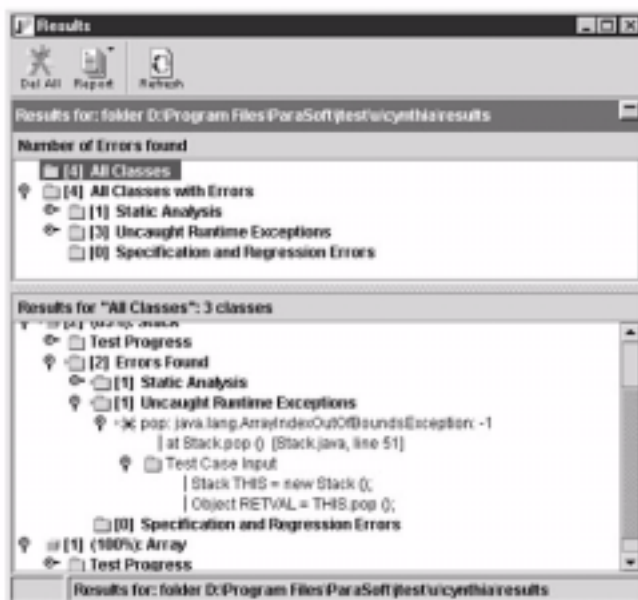 Results
Del All Report Refresh
Results for: folder D:\Program Files\ParaSoft\jtest\u\cynthia\results
Number of Errors found
[4] All Classes
[4] All Classes with Errors
[1] Static Analysis
[3] Uncaught Runtime Exceptions
[0] Specification and Regression Errors
Results for "All Classes": 3 classes
[2] Stack
Test Progress
[2] Errors Found
[1] Static Analysis
[1] Uncaught Runtime Exceptions
pop: java.lang.ArrayIndexOutOfBoundsException: -1
at Stack.pop () [Stack.java, line 51]
Test Case Input
Stack THIS = new Stack ();
Object RETVAL = THIS.pop ();
[0] Specification and Regression Errors
[1] (100%): Array
Test Progress
Results for: folder D:\Program Files\ParaSoft\jtest\u\cynthia\results